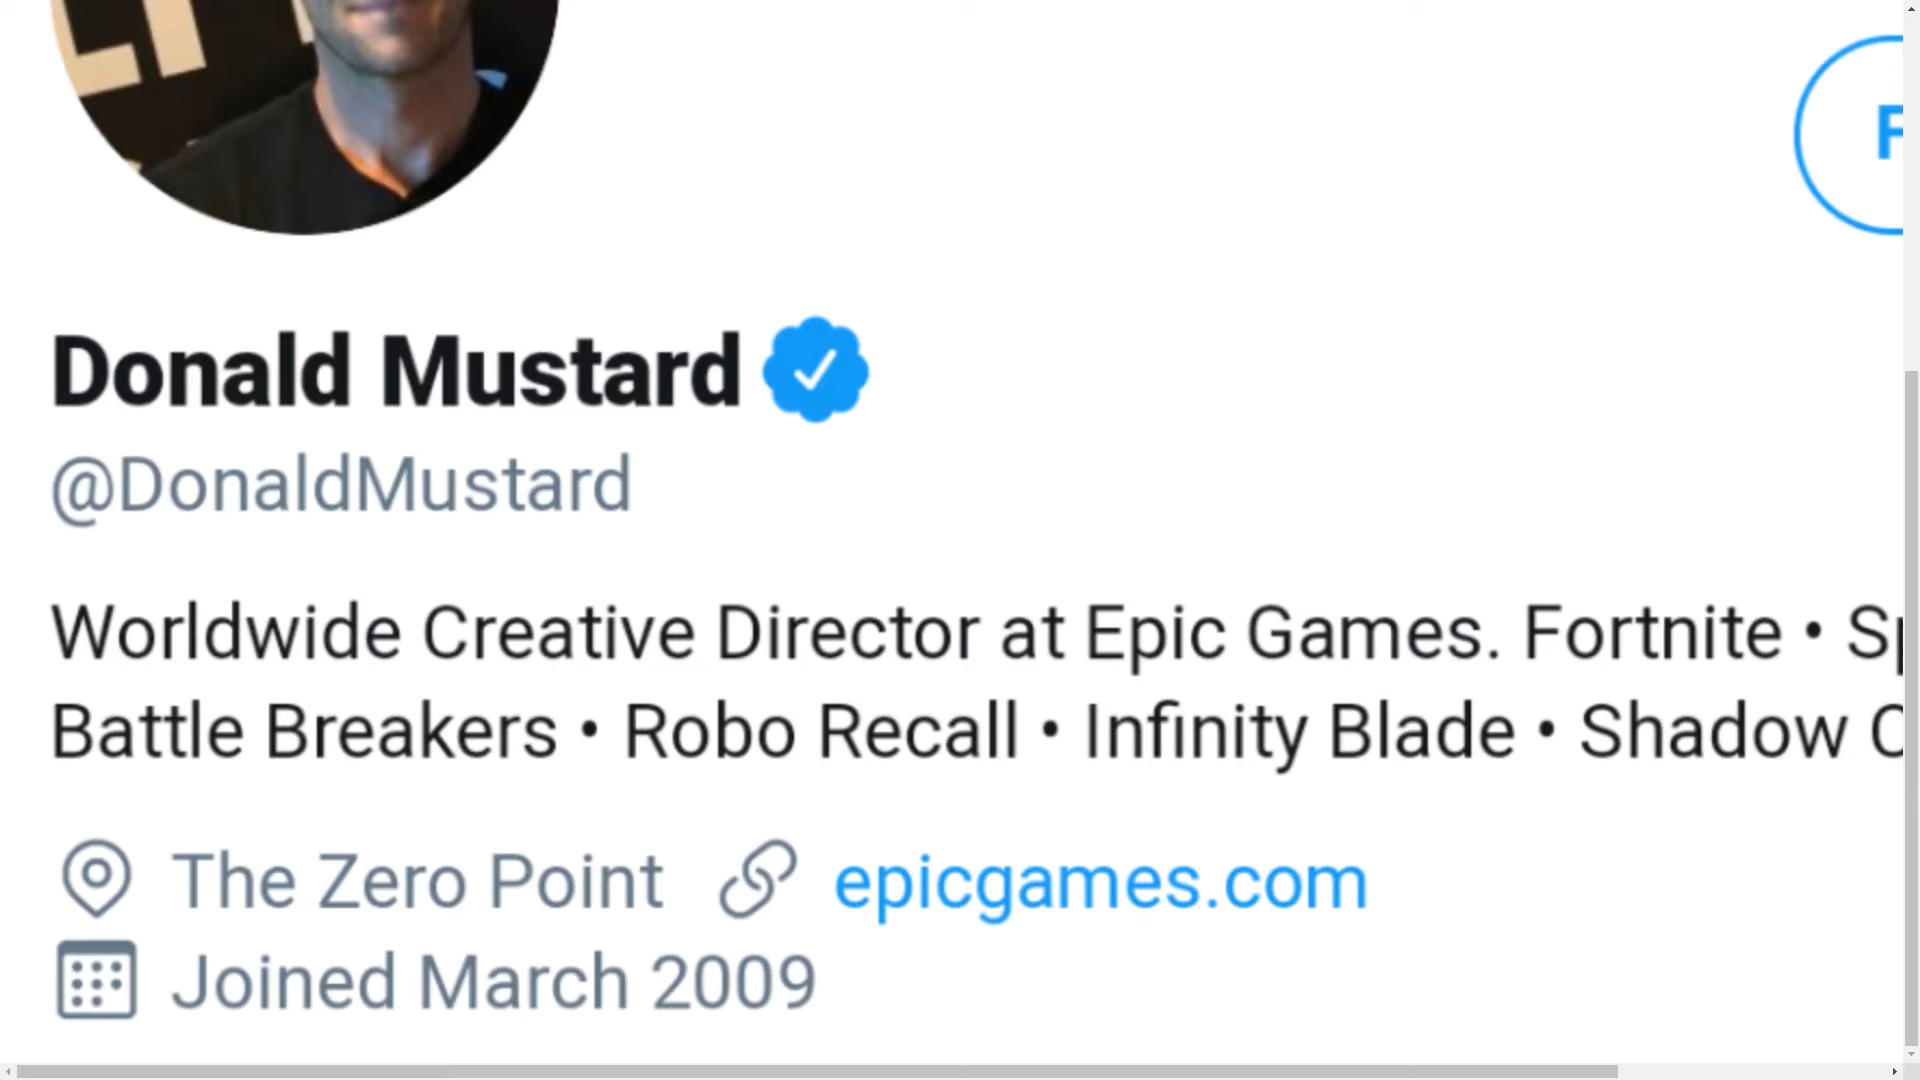 Donald Mustard
@DonaldMustard
Worldwide Creative Director at Epic Games. Fortnite •
Battle Breakers • Robo Recall • Infinity Blade • Shadow
The Zero Point epicgames.com
Joined March 2009